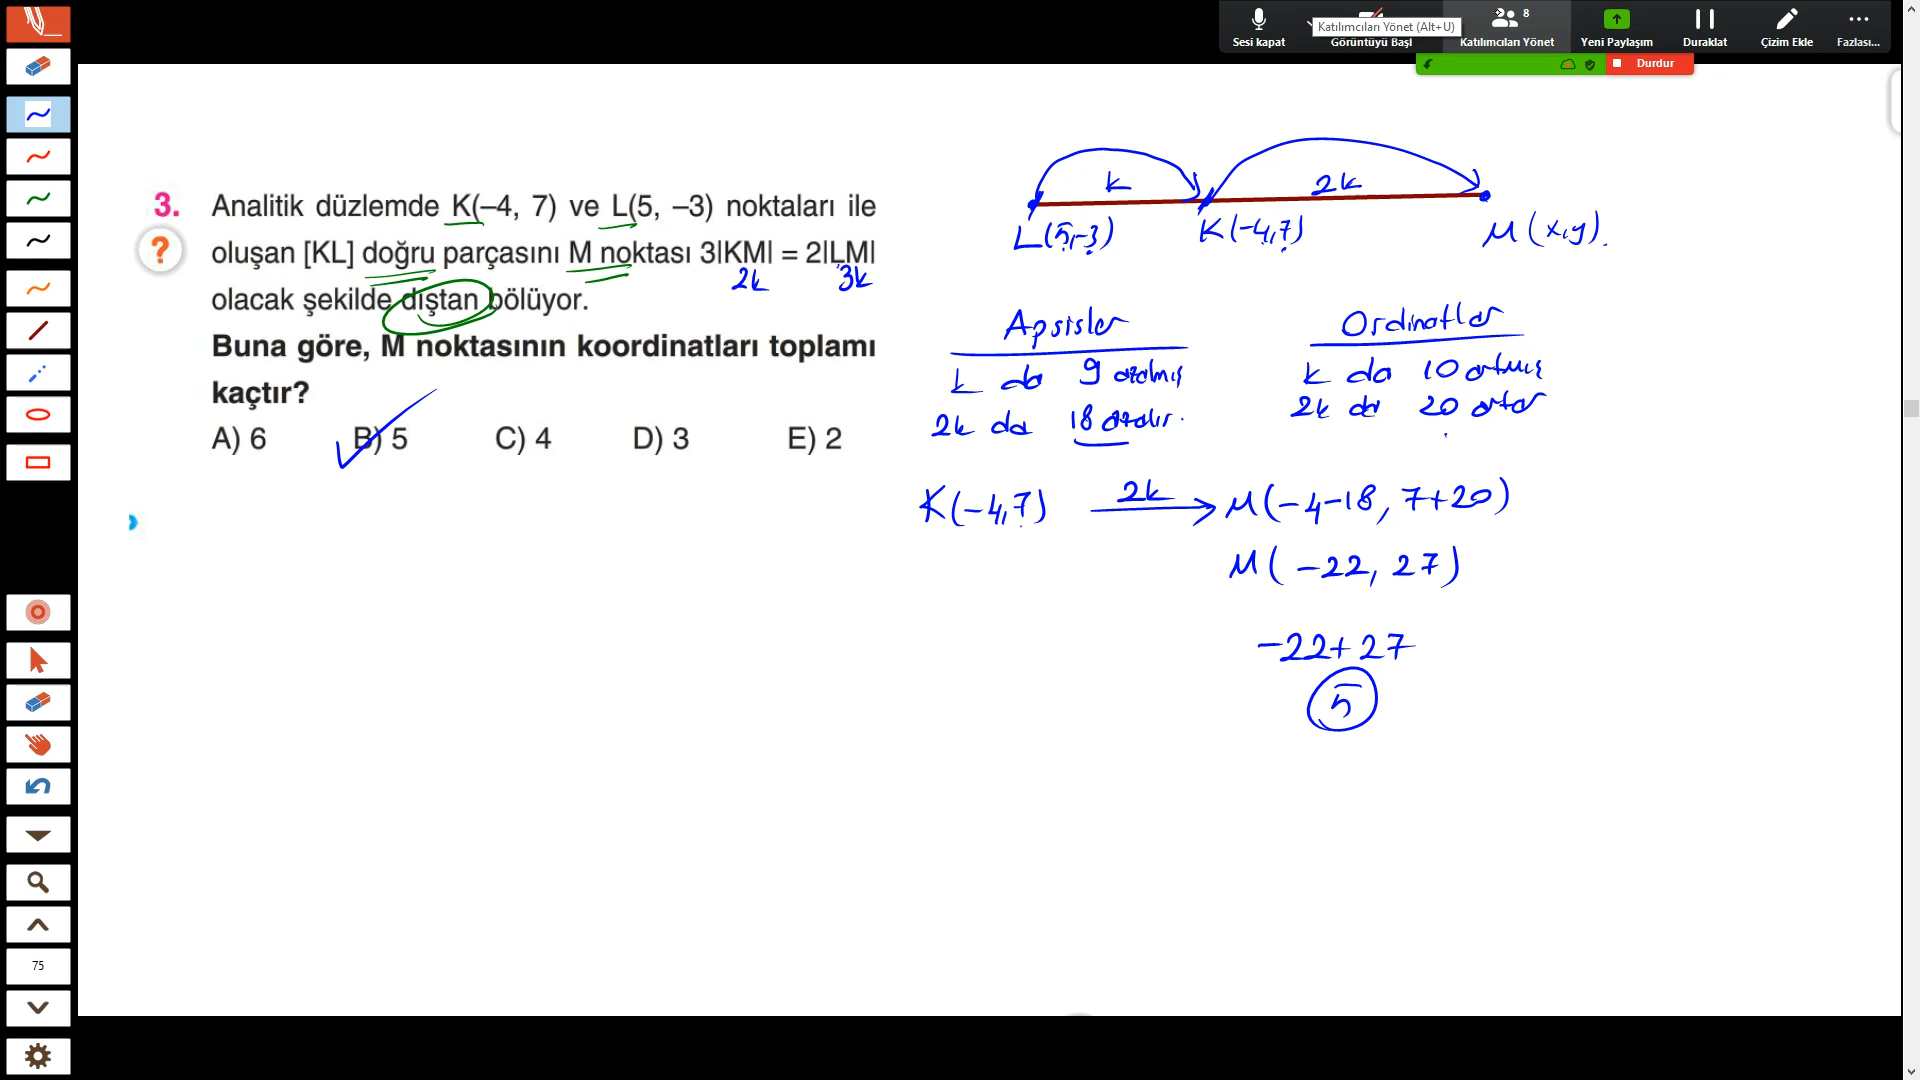 Sesi kapat
Katılımcıları Yönet (Alt+U)
Görüntüyü Başl
8
Katılımcıları Yönet
Yeni Paylaşım
Duraklat
Çizim Ekle
Fazlası...
Durdur
3. Analitik düzlemde K(–4, 7) ve L(5, –3) noktaları ile
? oluşan [KL] doğru parçasını M noktası 3|KM| = 2|LM|
2k 3k
olacak şekilde dıştan bölüyor.
Buna göre, M noktasının koordinatları toplamı
kaçtır?
A) 6 B) 5 C) 4 D) 3 E) 2
k 2k
L(5,-3) K(-4,7) M(x,y).
Apsisler
k da 9 azalmış
2k da 18 azalır.
Ordinatlar
k da 10 artmış
2k da 20 artar
K(-4,7) 2k M(-4-18, 7+20)
M(-22, 27)
-22+27
5
75